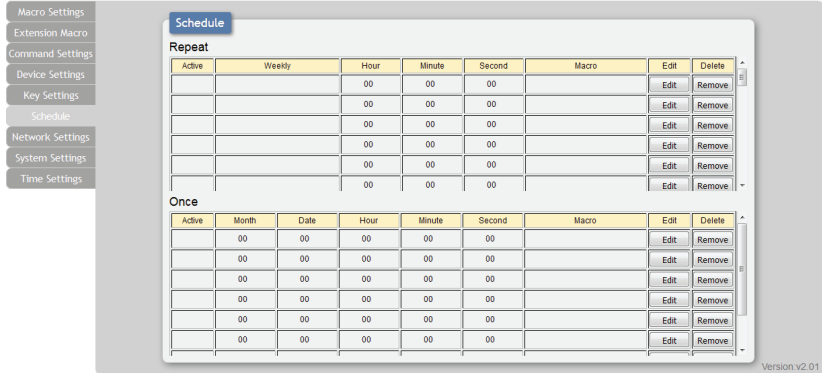 Macro Settings
Extension Macro
Command Settings
Device Settings
Key Settings
Schedule
Network Settings
System Settings
Time Settings
Schedule
Repeat
Active Weekly Hour Minute Second Macro Edit Delete
00 00 00 Edit Remove
00 00 00 Edit Remove
00 00 00 Edit Remove
00 00 00 Edit Remove
00 00 00 Edit Remove
00 00 00 Edit Remove
Once
Active Month Date Hour Minute Second Macro Edit Delete
00 00 00 00 00 Edit Remove
00 00 00 00 00 Edit Remove
00 00 00 00 00 Edit Remove
00 00 00 00 00 Edit Remove
00 00 00 00 00 Edit Remove
00 00 00 00 00 Edit Remove
Version:v2.01